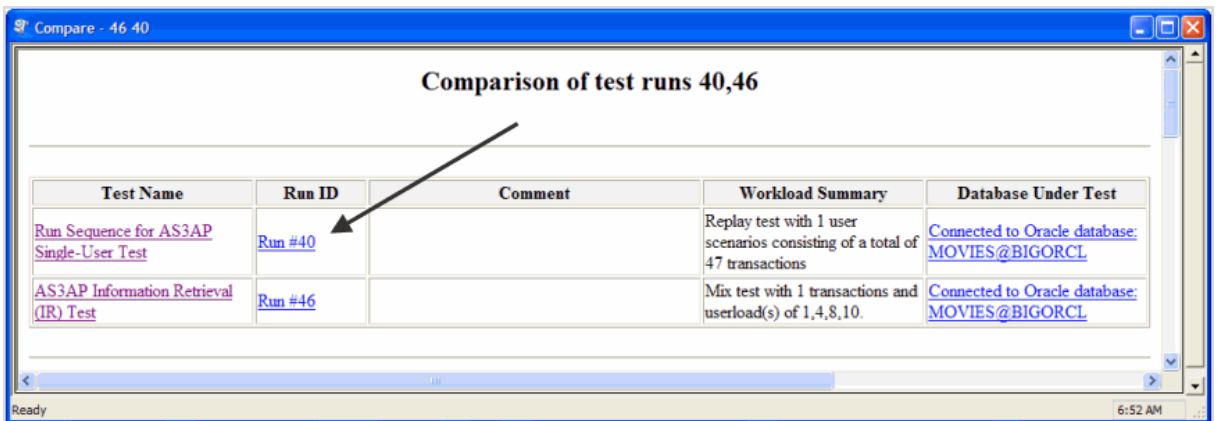 Compare - 46 40
Comparison of test runs 40,46
Test Name Run ID Comment Workload Summary Database Under Test
Run Sequence for AS3AP
Single-User Test
Run #40
Replay test with 1 user
scenarios consisting of a total of
47 transactions
Connected to Oracle database:
MOVIES@BIGORCL
AS3AP Information Retrieval
(IR) Test
Run #46
Mix test with 1 transactions and
userload(s) of 1,4,8,10.
Connected to Oracle database:
MOVIES@BIGORCL
Ready 6:52 AM